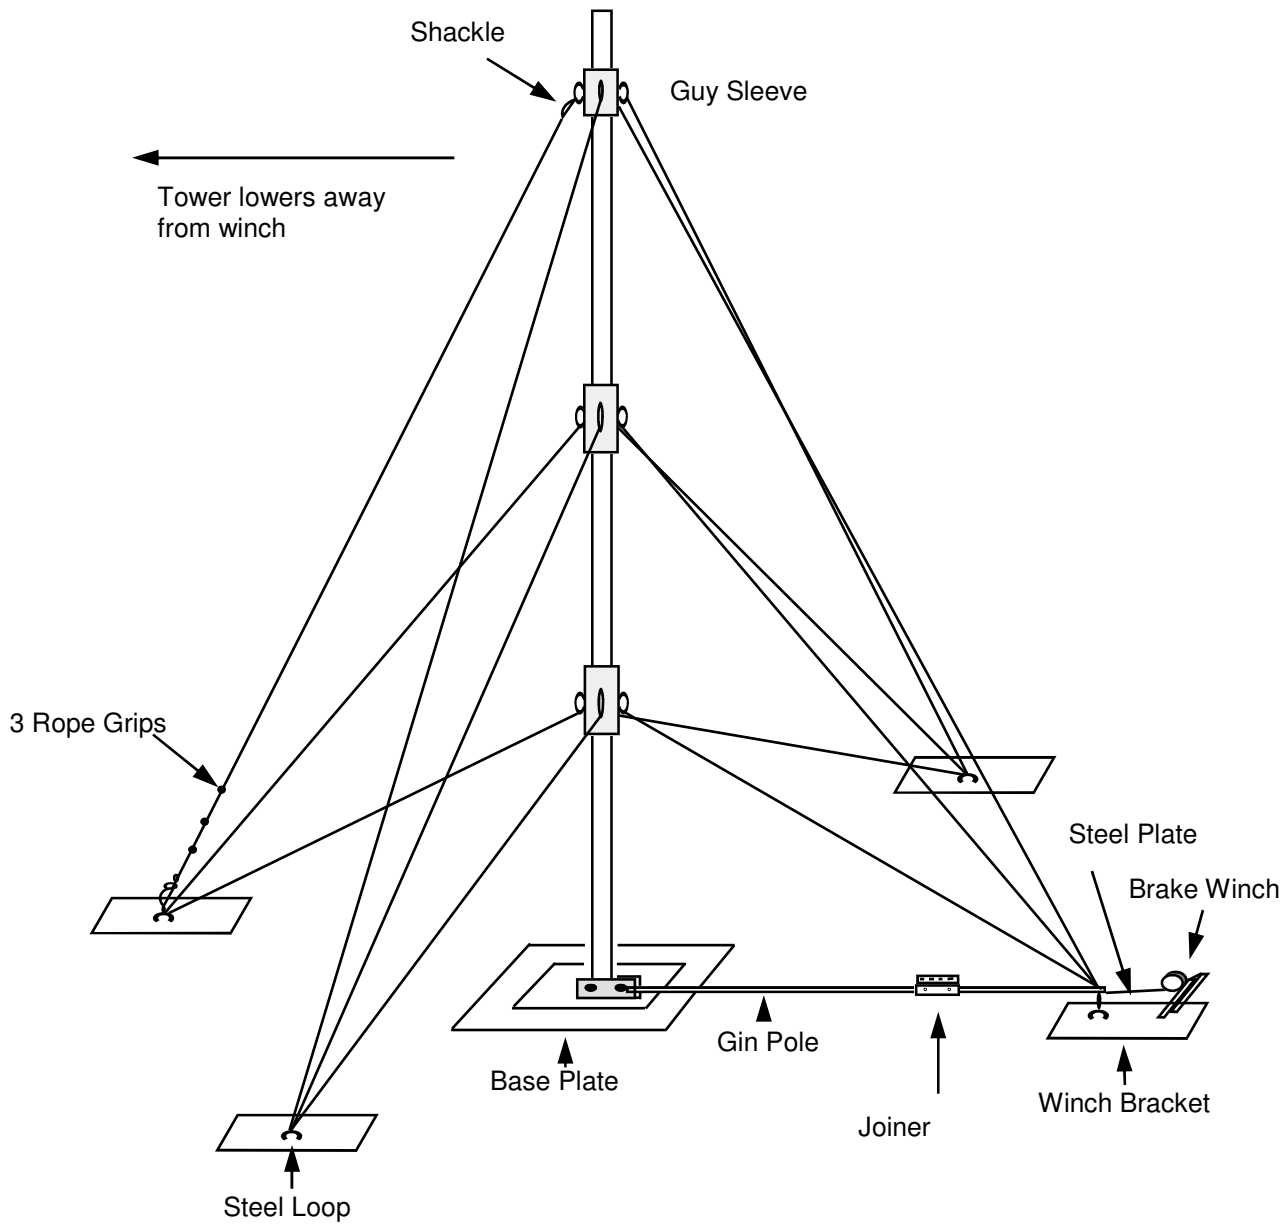 Shackle
Guy Sleeve
Tower lowers away
from winch
3 Rope Grips
Steel Plate
Brake Winch
Gin Pole
Base Plate
Winch Bracket
Joiner
Steel Loop